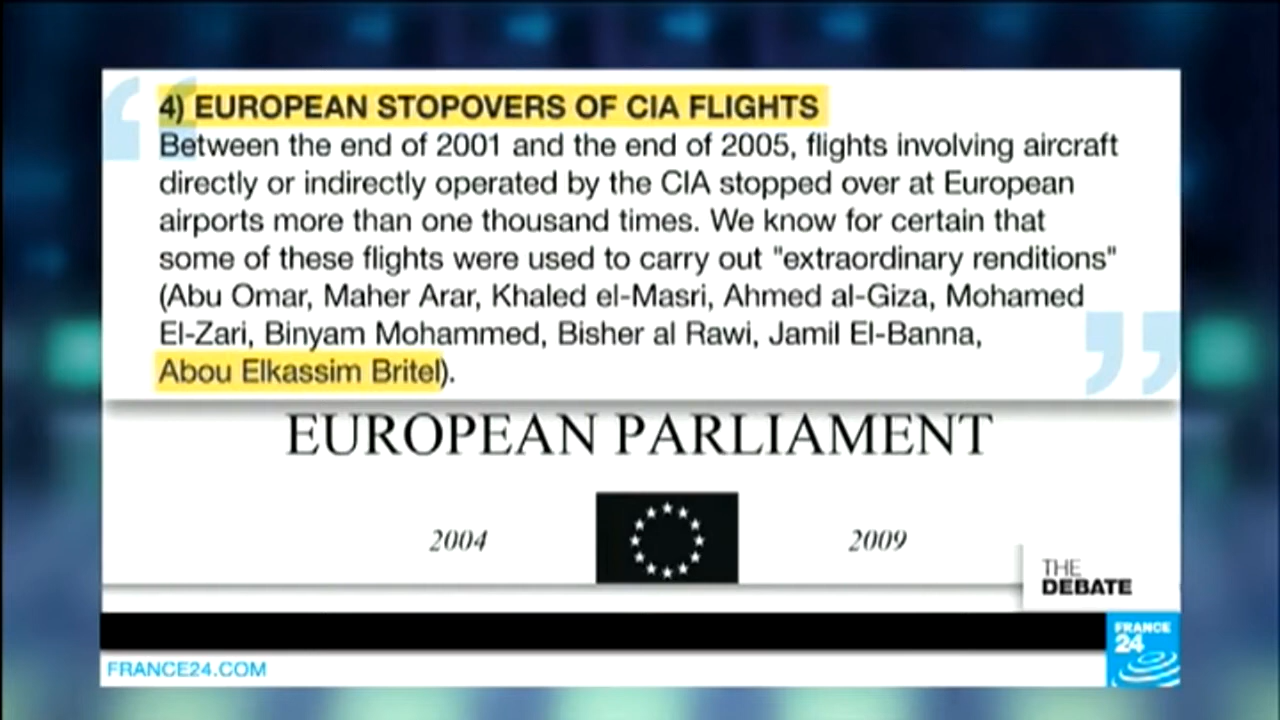 4) EUROPEAN STOPOVERS OF CIA FLIGHTS
Between the end of 2001 and the end of 2005, flights involving aircraft
directly or indirectly operated by the CIA stopped over at European
airports more than one thousand times. We know for certain that
some of these flights were used to carry out "extraordinary renditions"
(Abu Omar, Maher Arar, Khaled el-Masri, Ahmed al-Giza, Mohamed
El-Zari, Binyam Mohammed, Bisher al Rawi, Jamil El-Banna,
Abou Elkassim Britel).
EUROPEAN PARLIAMENT
2004 2009
THE
DEBATE
FRANCE
24
FRANCE24.COM